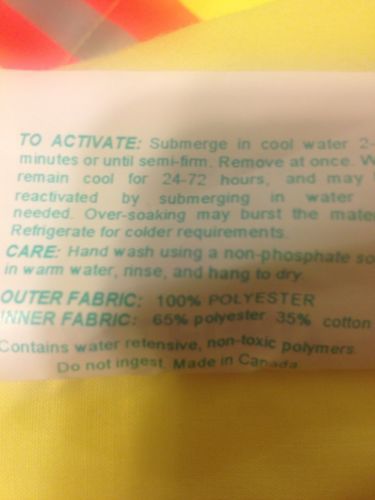 TO ACTIVATE: Submerge in cool water 2-
minutes or until semi-firm. Remove at once. W
remain cool for 24-72 hours, and may
reactivated by submerging in water
needed. Over-soaking may burst the mate
Refrigerate for colder requirements.
CARE: Hand wash using a non-phosphate so
in warm water, rinse, and hang to dry.
OUTER FABRIC: 100% POLYESTER
INNER FABRIC: 65% polyester 35% cotton
Contains water retensive, non-toxic polymers.
Do not ingest. Made in Canada